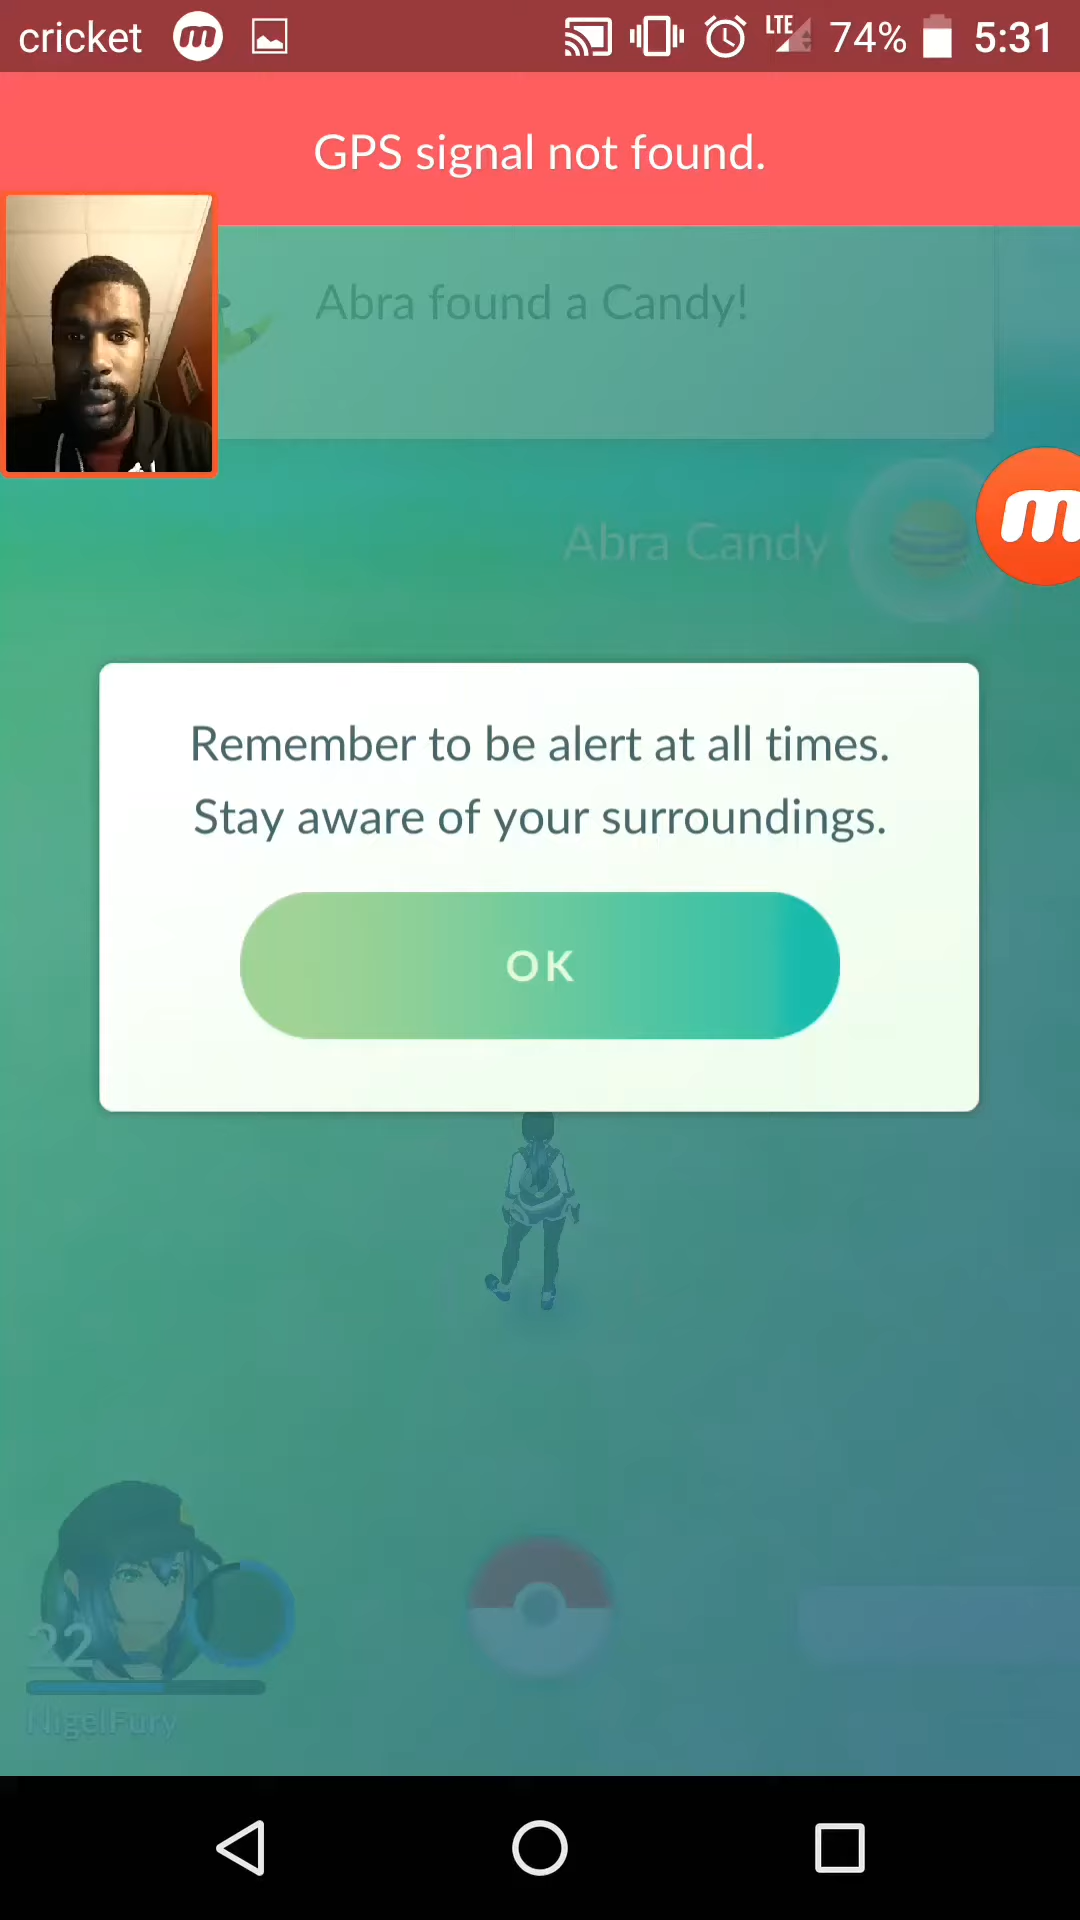 cricket LTE 74% 5:31
GPS signal not found.
Abra found a Candy!
Abra Candy
Remember to be alert at all times.
Stay aware of your surroundings.
OK
22
NigelFury